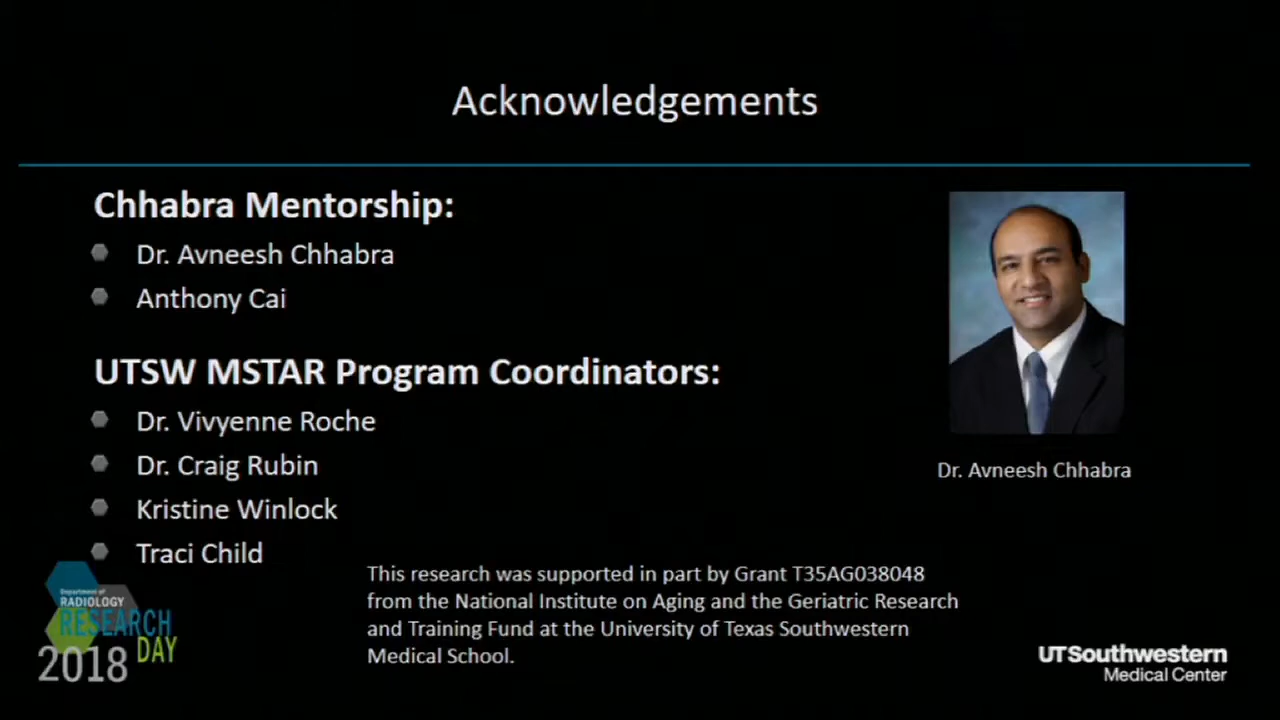 Acknowledgements
Chhabra Mentorship:
Dr. Avneesh Chhabra
Anthony Cai
UTSW MSTAR Program Coordinators:
Dr. Vivyenne Roche
Dr. Craig Rubin
Kristine Winlock
Traci Child
Dr. Avneesh Chhabra
This research was supported in part by Grant T35AG038048
from the National Institute on Aging and the Geriatric Research
and Training Fund at the University of Texas Southwestern
Medical School.
Department of
RADIOLOGY
RESEARCH
DAY
2018
UTSouthwestern
Medical Center